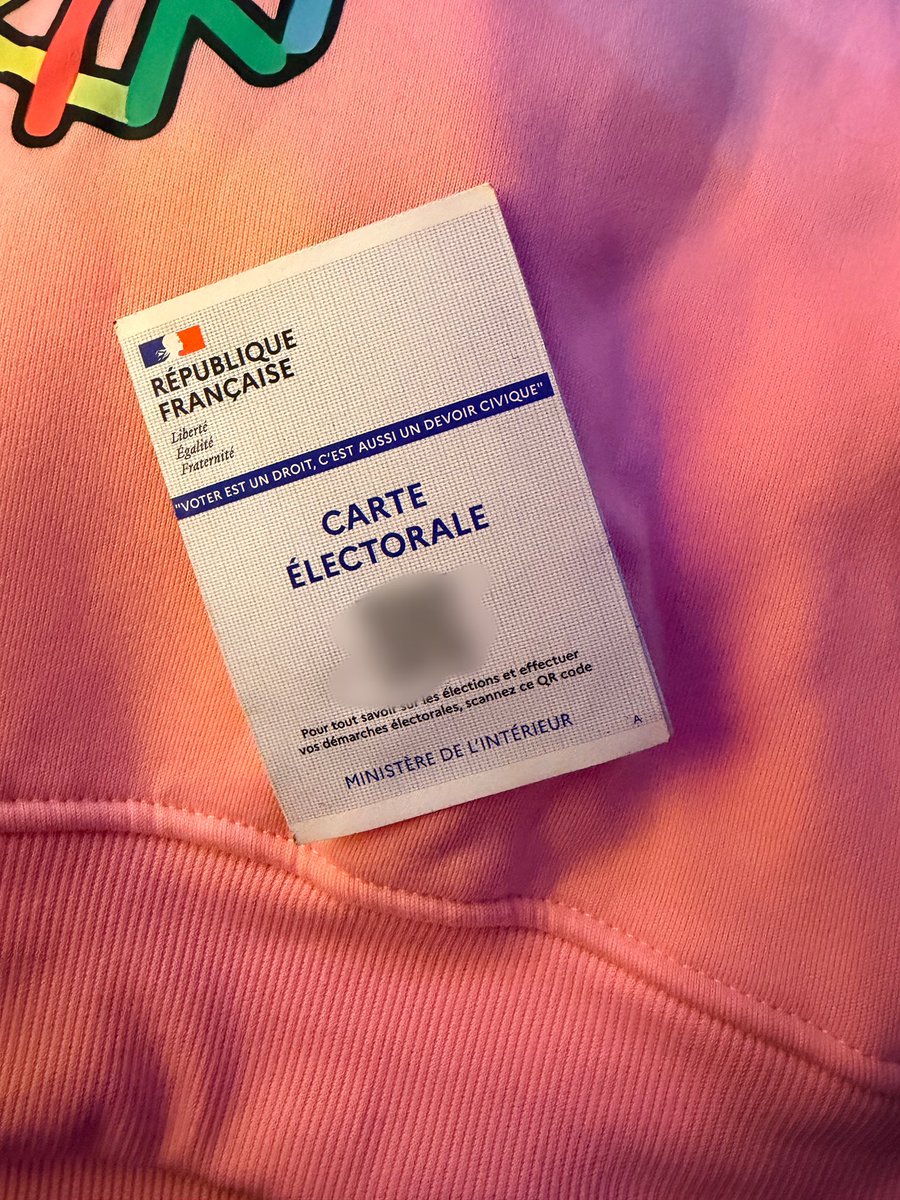 RÉPUBLIQUE
FRANÇAISE
Liberté
Égalité
Fraternité
"VOTER EST UN DROIT, C'EST AUSSI UN DEVOIR CIVIQUE"
CARTE
ÉLECTORALE
Pour tout savoir sur les élections et effectuer
vos démarches électorales, scannez ce QR code
MINISTÈRE DE L'INTÉRIEUR
A